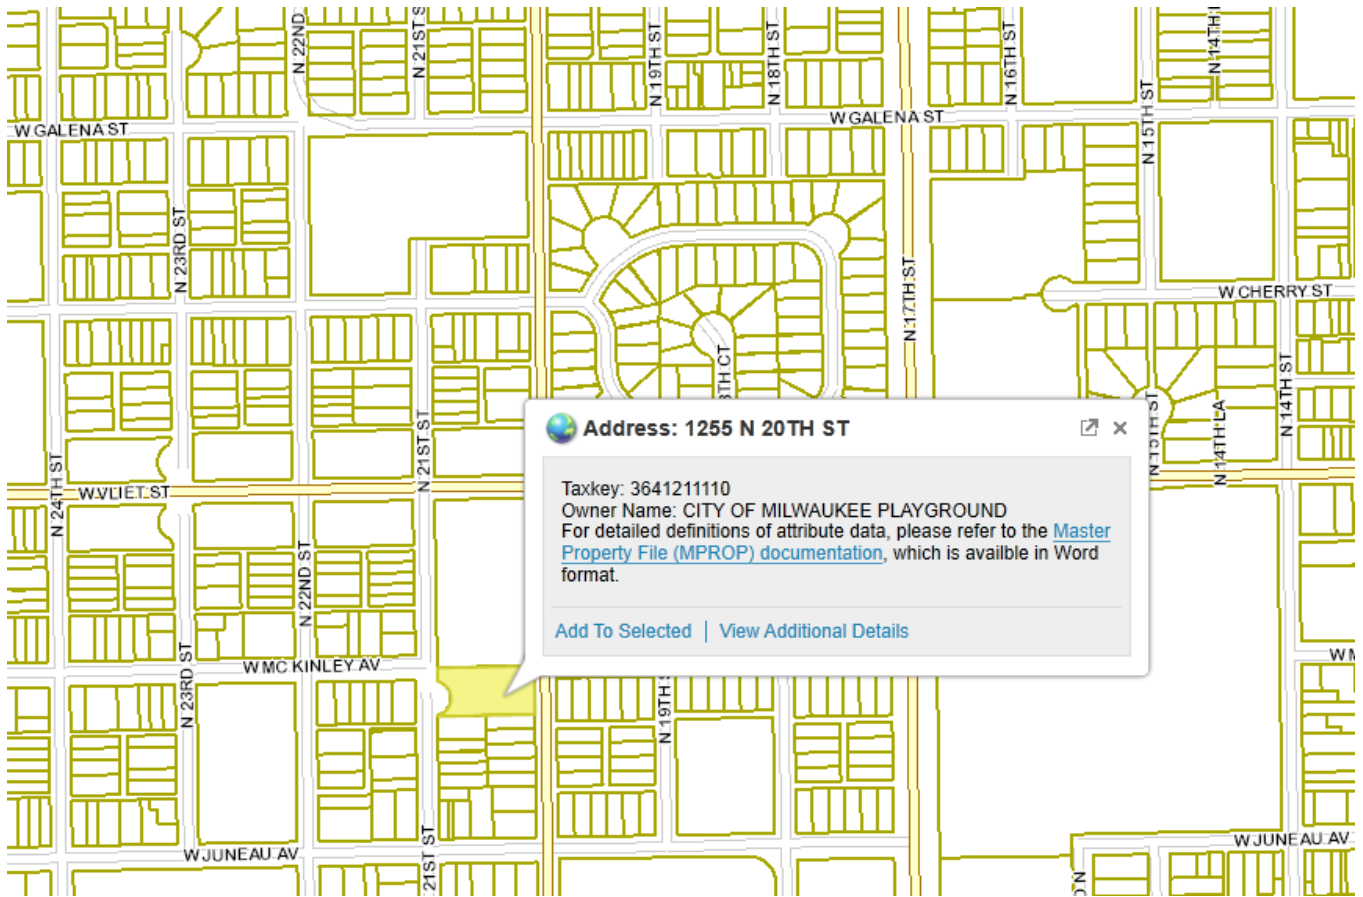 N 22ND
N 21ST S
N 19TH ST
N 18TH ST
N 16TH ST
N 14TH
W GALENA ST
W GALENA ST
N 15TH ST
N 23RD ST
N 17TH ST
W CHERRY ST
CT
N 14TH ST
N 15TH ST
N 14TH LA
N 21ST S
N 24TH ST
W VLIET ST
Address: 1255 N 20TH ST
Taxkey: 3641211110
Owner Name: CITY OF MILWAUKEE PLAYGROUND
For detailed definitions of attribute data, please refer to the Master
Property File (MPROP) documentation, which is availble in Word
format.
Add To Selected | View Additional Details
N 22ND ST
W MC KINLEY AV
W M
N 23RD ST
N 19TH S
W JUNEAU AV
W JUNEAU AV
21ST ST
N